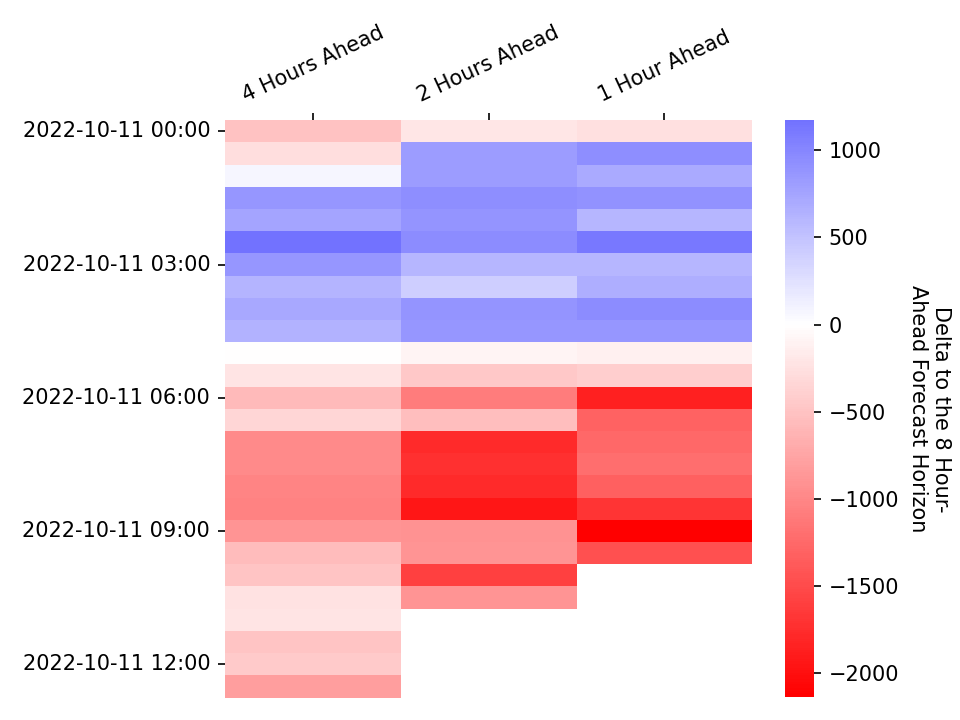 4 Hours Ahead
2 Hours Ahead
1 Hour Ahead
2022-10-11 00:00
2022-10-11 03:00
2022-10-11 06:00
2022-10-11 09:00
2022-10-11 12:00
1000
500
0
−500
−1000
−1500
−2000
Delta to the 8 Hour-
Ahead Forecast Horizon